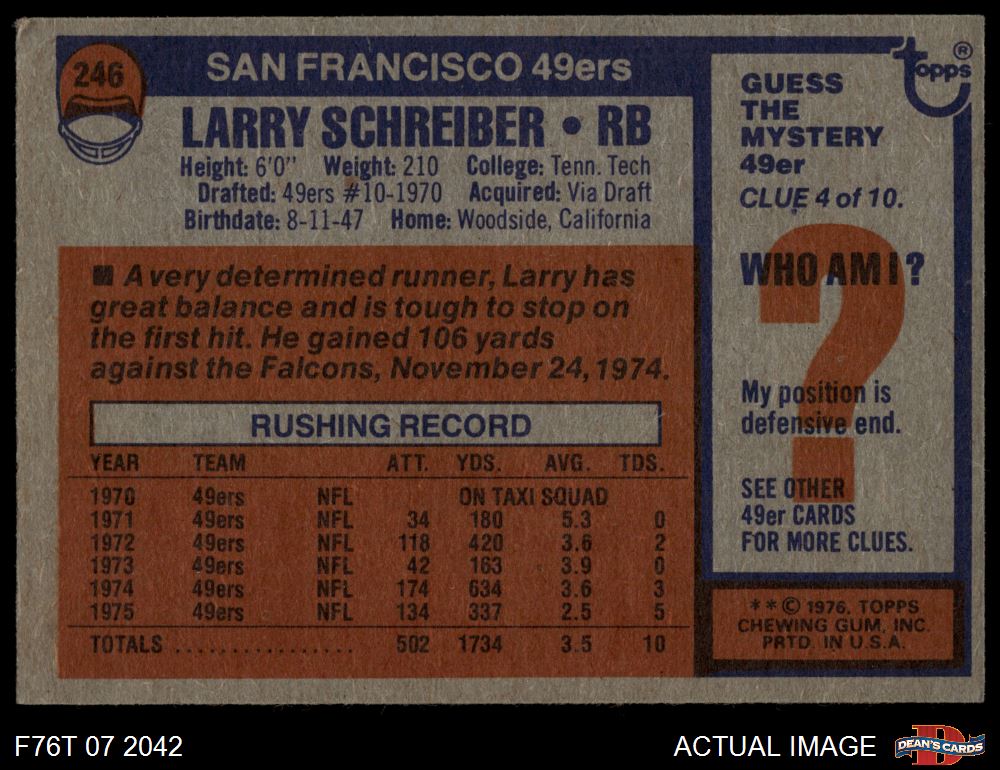 246
SAN FRANCISCO 49ers
LARRY SCHREIBER • RB
Height: 6'0" Weight: 210 College: Tenn. Tech
Drafted: 49ers #10-1970 Acquired: Via Draft
Birthdate: 8-11-47 Home: Woodside, California
■ A very determined runner, Larry has
great balance and is tough to stop on
the first hit. He gained 106 yards
against the Falcons, November 24, 1974.
RUSHING RECORD
YEAR TEAM ATT. YDS. AVG. TDS.
1970 49ers NFL ON TAXI SQUAD
1971 49ers NFL 34 180 5.3 0
1972 49ers NFL 118 420 3.6 2
1973 49ers NFL 42 163 3.9 0
1974 49ers NFL 174 634 3.6 3
1975 49ers NFL 134 337 2.5 5
TOTALS ................. 502 1734 3.5 10
topps ®
GUESS
THE
MYSTERY
49er
CLUE 4 of 10.
WHO AM I?
?
My position is
defensive end.
SEE OTHER
49er CARDS
FOR MORE CLUES.
**© 1976, TOPPS
CHEWING GUM, INC.
PRTD. IN U.S.A.
F76T 07 2042
ACTUAL IMAGE
D
DEAN'S CARDS